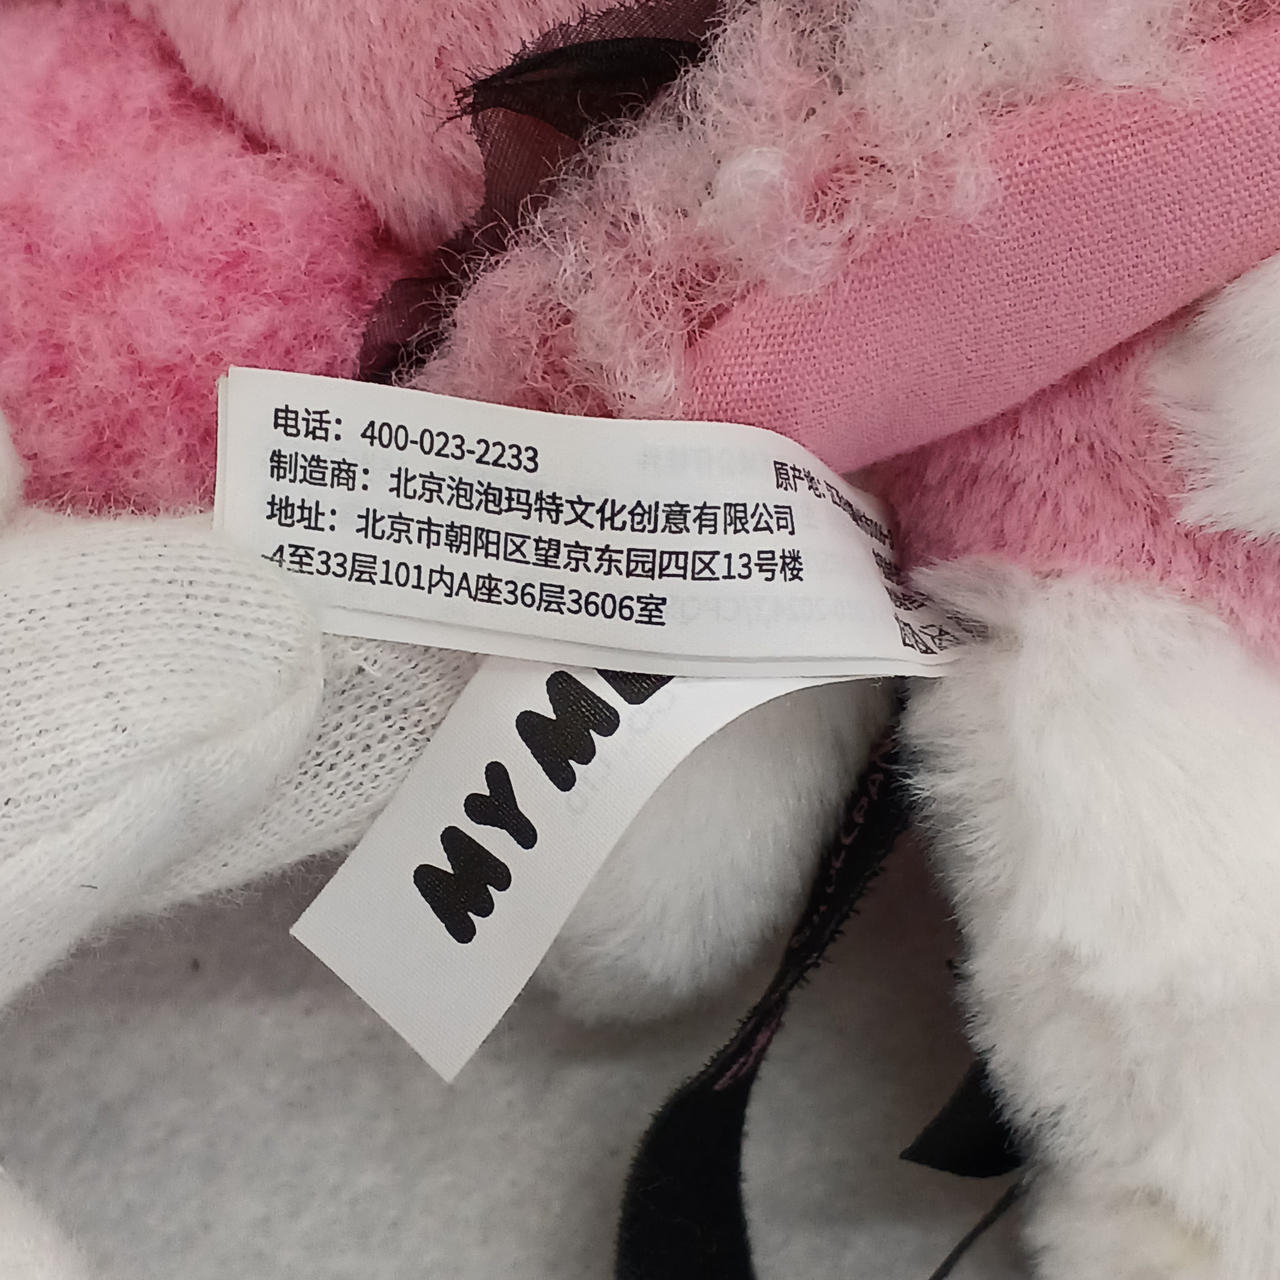 电话：400-023-2233
制造商：北京泡泡玛特文化创意有限公司
地址：北京市朝阳区望京东园四区13号楼
-4至33层101内A座36层3606室
原产地：
MY ME